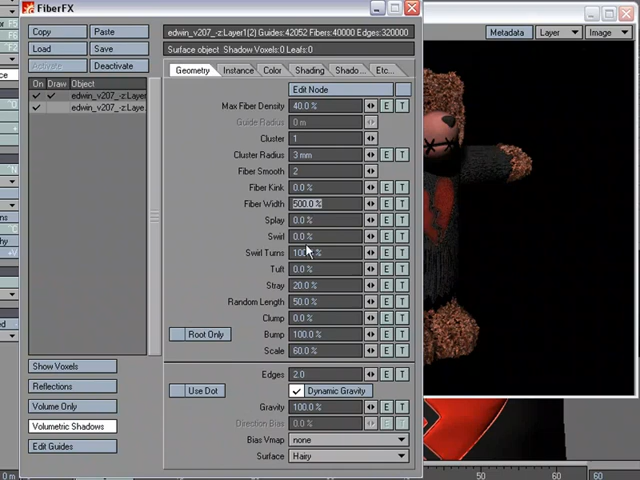 FiberFX
Copy Paste
Load Save
Activate Deactivate
On Draw Object
edwin_v207_-z:Layer
edwin_v207_-z:Laye.
Show Voxels
Reflections
Volume Only
Volumetric Shadows
Edit Guides
edwin_v207_-z:Layer1(2) Guides:42052 Fibers:40000 Edges:320000
Surface object Shadow Voxels:0 Leafs:0
Geometry Instance Color Shading Shado... Etc...
Edit Node
Max Fiber Density 40.0 % E T
Guide Radius 0 m
Cluster 1
Cluster Radius 3 mm E T
Fiber Smooth 2
Fiber Kink 0.0 % E T
Fiber Width 500.0 % E T
Splay 0.0 % E T
Swirl 0.0 % E T
Swirl Turns 100 % E T
Tuft 0.0 % E T
Stray 20.0 % E T
Random Length 50.0 % E T
Clump 0.0 % E T
Root Only Bump 100.0 % E T
Scale 60.0 % E T
Edges 2.0 E T
Use Dot Dynamic Gravity
Gravity 100.0 % E T
Direction Bias 0.0 % E T
Bias Vmap none
Surface Hairy
Metadata Layer Image
0 m 50 60 60